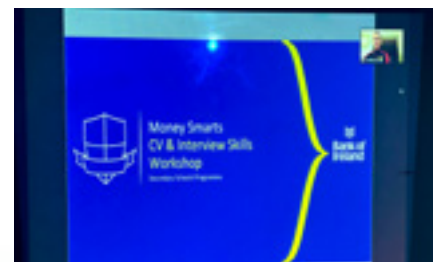 Money Smarts
CV & Interview Skills
Workshop
Secondary Schools Programme
Bank of
Ireland